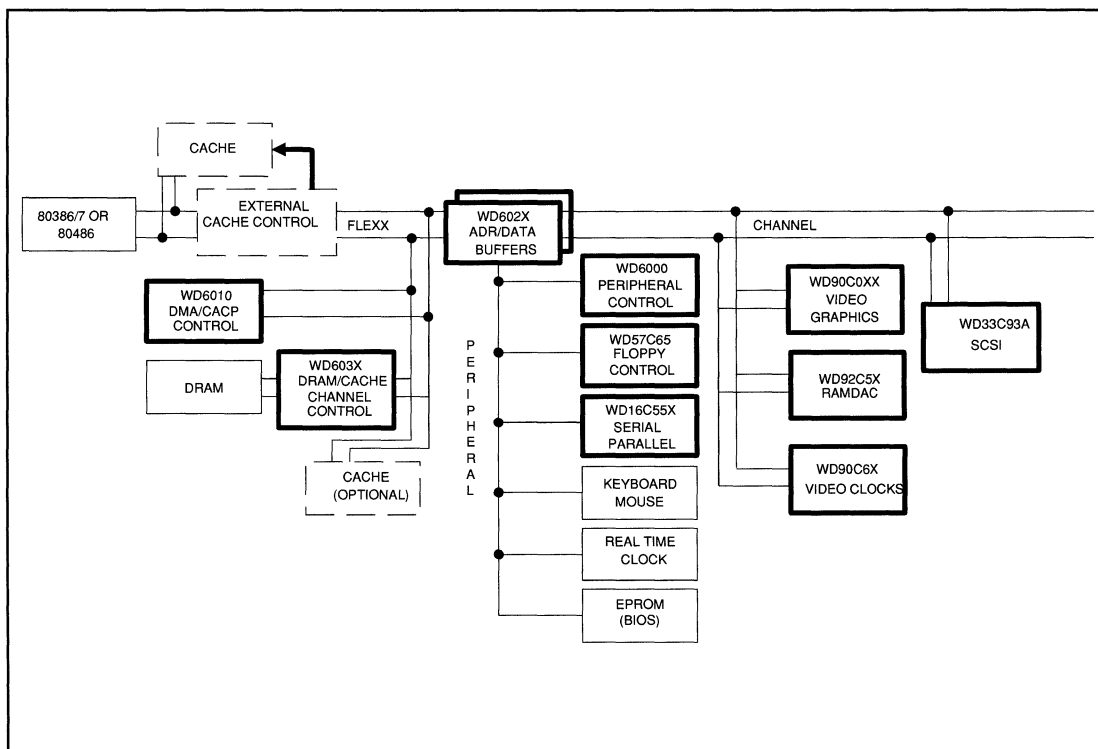 CACHE
EXTERNAL
CACHE CONTROL
80386/7 OR
80486
FLEXX
WD602X
ADR/DATA
BUFFERS
CHANNEL
WD6010
DMA/CACP
CONTROL
WD603X
DRAM/CACHE
CHANNEL
CONTROL
DRAM
CACHE
(OPTIONAL)
PERIPHERAL
WD6000
PERIPHERAL
CONTROL
WD57C65
FLOPPY
CONTROL
WD16C55X
SERIAL
PARALLEL
KEYBOARD
MOUSE
REAL TIME
CLOCK
EPROM
(BIOS)
WD90C0XX
VIDEO
GRAPHICS
WD92C5X
RAMDAC
WD90C6X
VIDEO CLOCKS
WD33C93A
SCSI